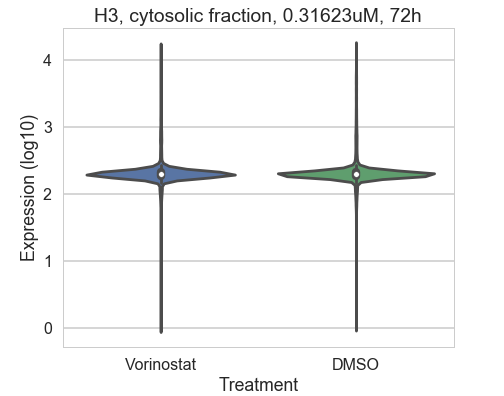 H3, cytosolic fraction, 0.31623uM, 72h
Expression (log10)
4
3
2
1
0
Vorinostat DMSO
Treatment